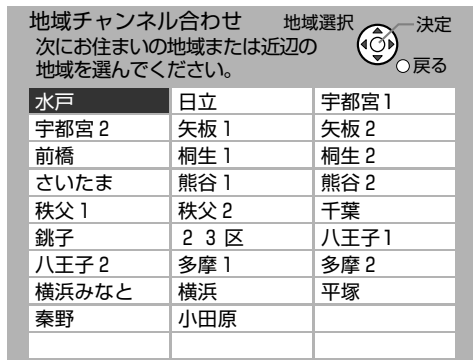 地域チャンネル合わせ 地域選択 決定
次にお住まいの地域または近辺の
地域を選んでください。 戻る
水戸 日立 宇都宮1
宇都宮2 矢板1 矢板2
前橋 桐生1 桐生2
さいたま 熊谷1 熊谷2
秩父1 秩父2 千葉
銚子 23区 八王子1
八王子2 多摩1 多摩2
横浜みなと 横浜 平塚
秦野 小田原